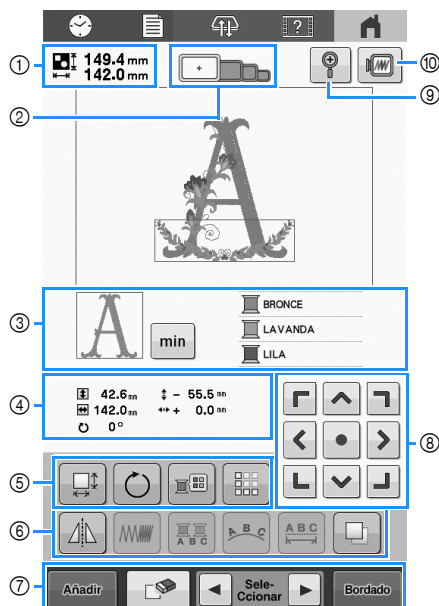 ?
① 149.4 mm
142.0 mm
②
⑨
⑩
③
min
BRONCE
LAVANDA
LILA
④
42.6 mm
- 55.5 mm
142.0 mm
+ 0.0 mm
0°
⑧
⑤
⑥
A B C
A B C
A B C
⑦ Añadir
Sele-
Ccionar
Bordado